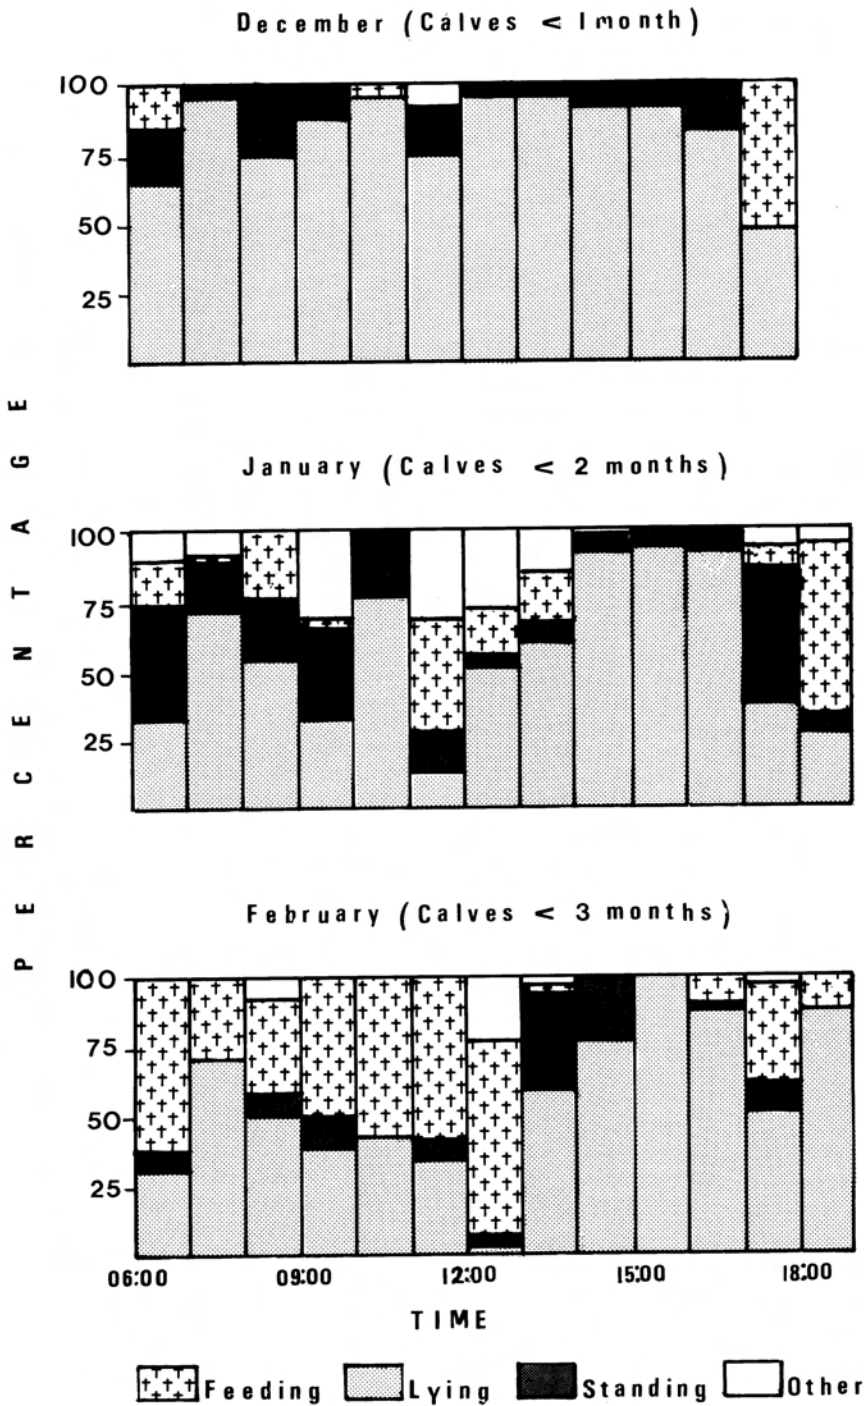 December (Calves < 1 month)
100
75
50
25
PERCENTAGE
January (Calves < 2 months)
100
75
50
25
February (Calves < 3 months)
100
75
50
25
06:00 09:00 12:00 15:00 18:00
TIME
Feeding Lying Standing Other